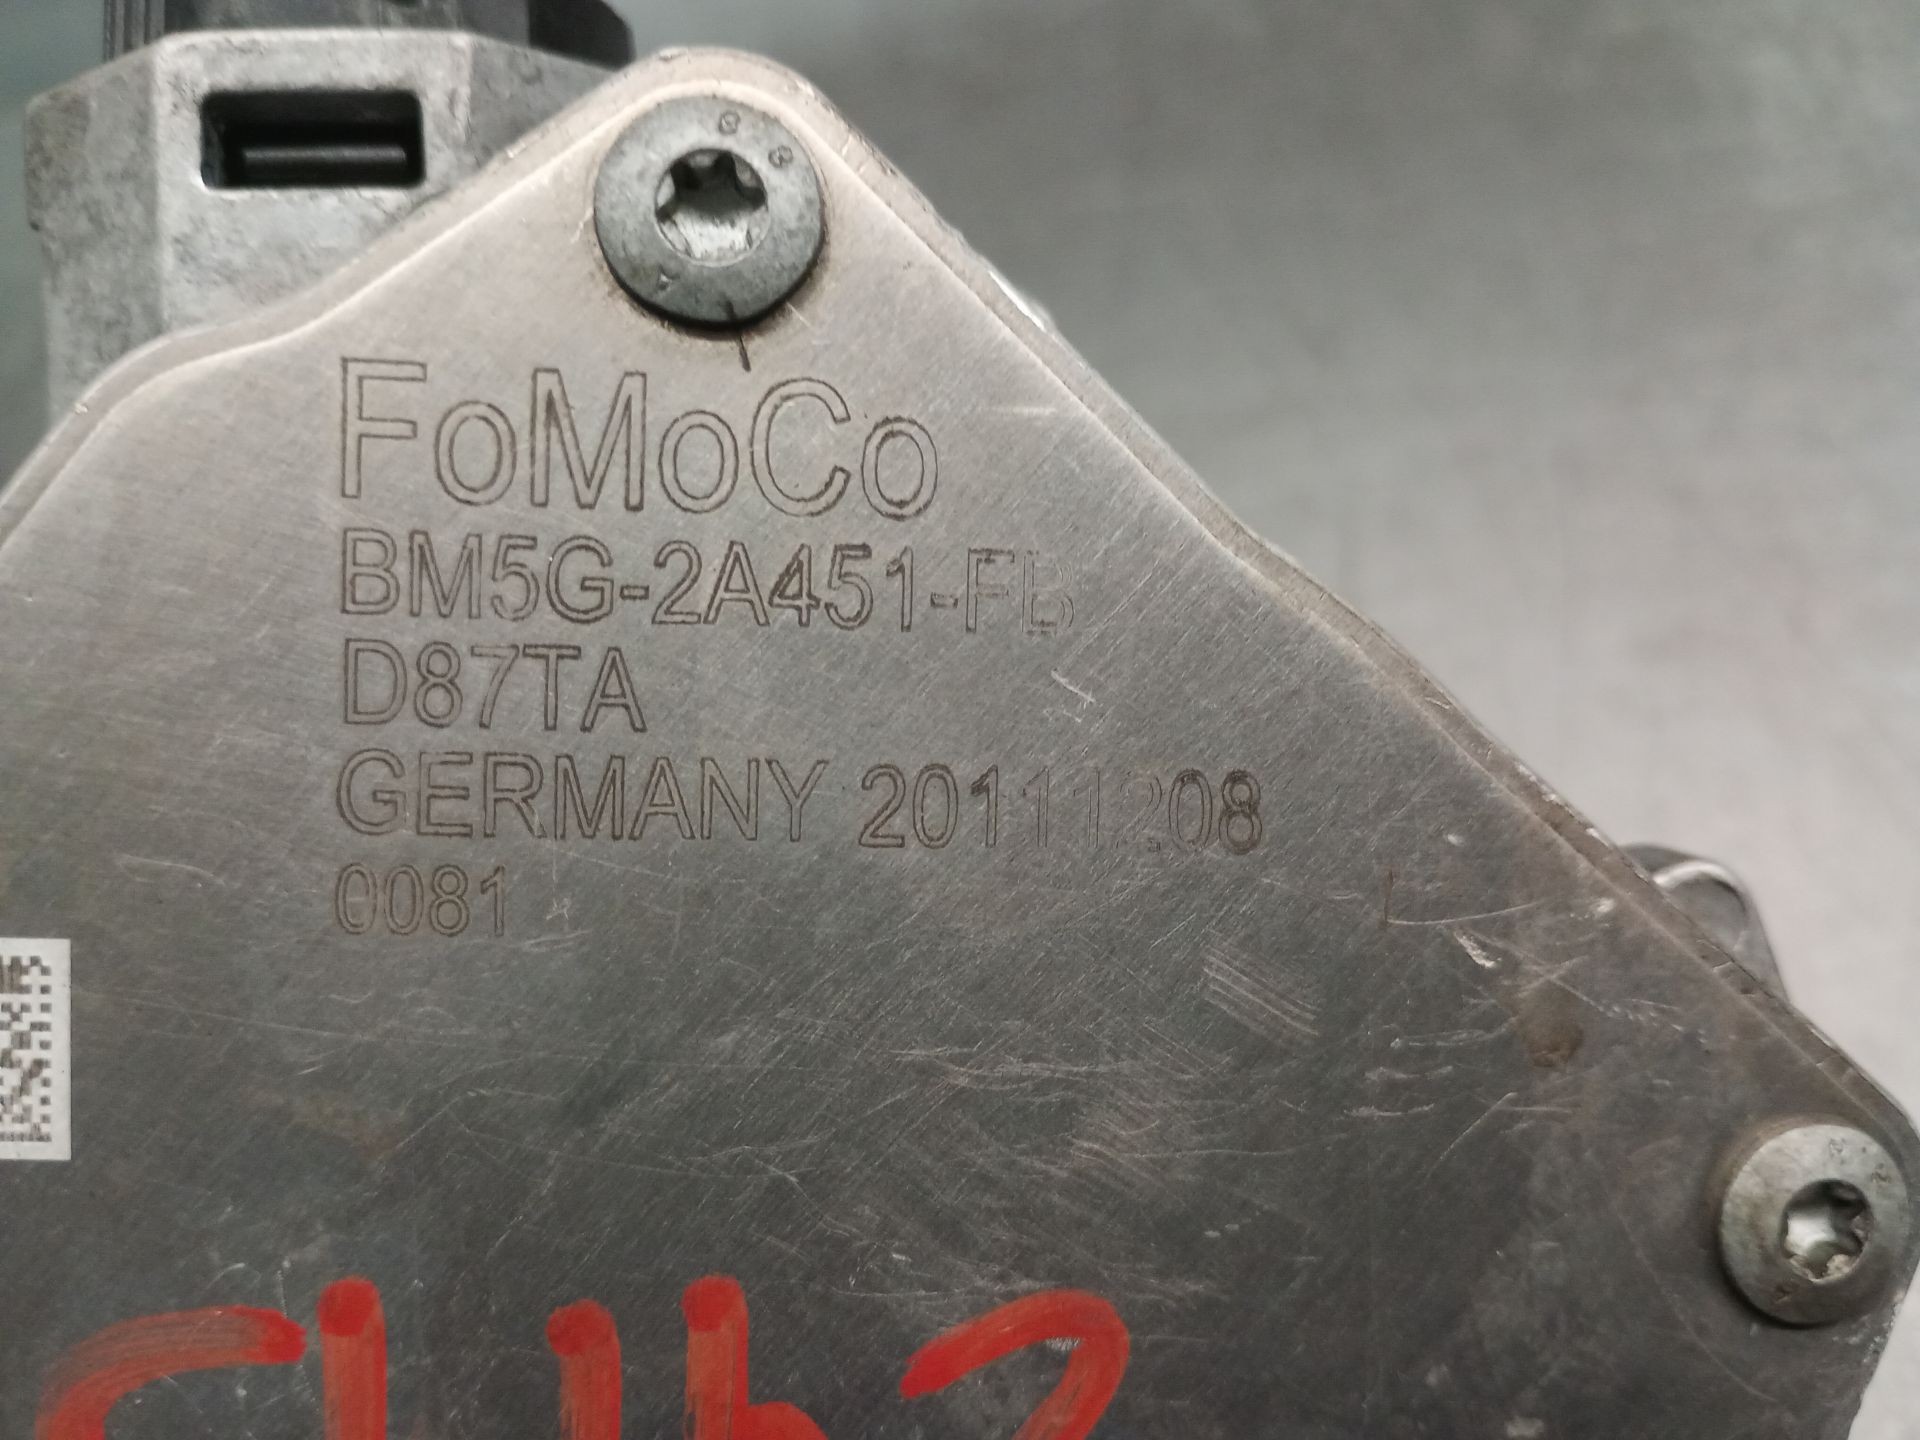 FoMoCo
BM5G-2A451-FB
D87TA
GERMANY 20111208
0081